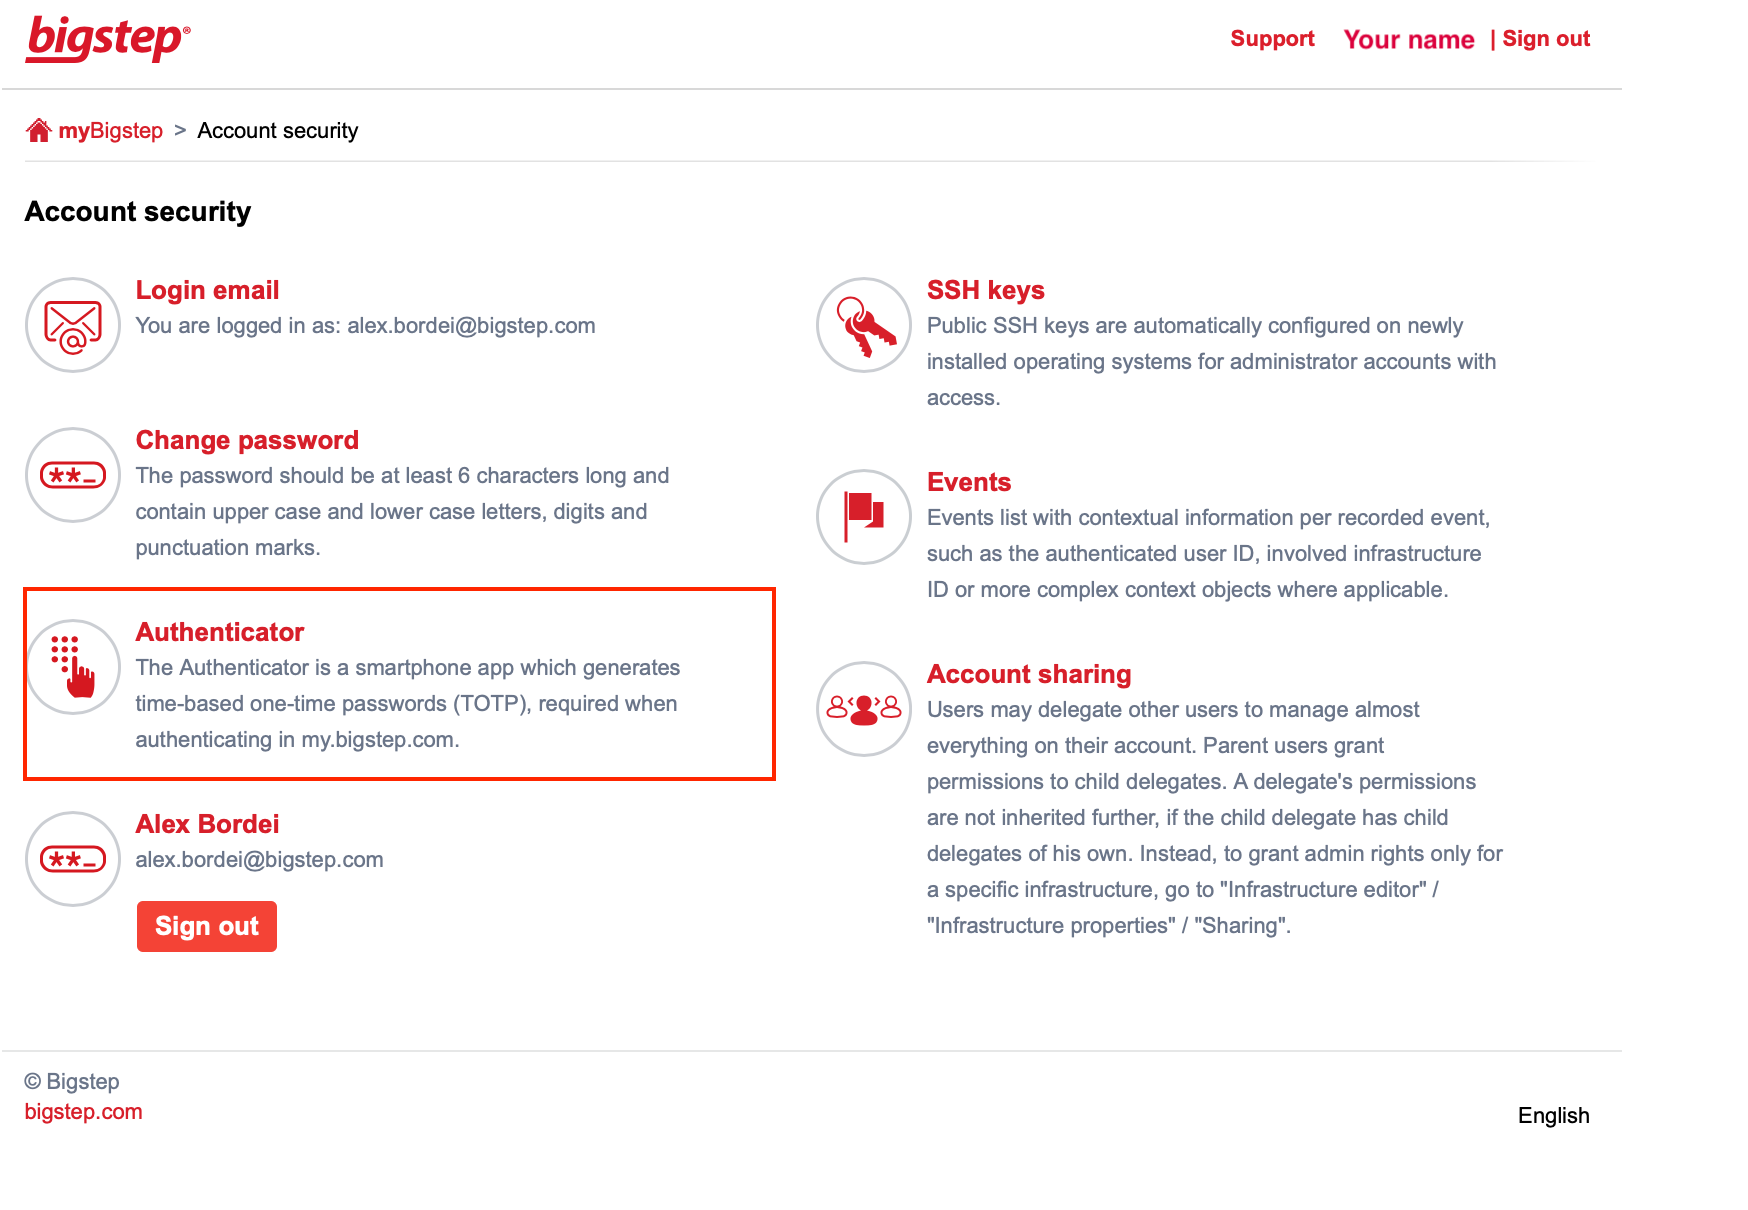 bigstep®
Support Your name | Sign out
myBigstep > Account security
Account security
Login email
You are logged in as: alex.bordei@bigstep.com
Change password
The password should be at least 6 characters long and
contain upper case and lower case letters, digits and
punctuation marks.
Authenticator
The Authenticator is a smartphone app which generates
time-based one-time passwords (TOTP), required when
authenticating in my.bigstep.com.
Alex Bordei
alex.bordei@bigstep.com
Sign out
SSH keys
Public SSH keys are automatically configured on newly
installed operating systems for administrator accounts with
access.
Events
Events list with contextual information per recorded event,
such as the authenticated user ID, involved infrastructure
ID or more complex context objects where applicable.
Account sharing
Users may delegate other users to manage almost
everything on their account. Parent users grant
permissions to child delegates. A delegate's permissions
are not inherited further, if the child delegate has child
delegates of his own. Instead, to grant admin rights only for
a specific infrastructure, go to "Infrastructure editor" /
"Infrastructure properties" / "Sharing".
© Bigstep
bigstep.com
English